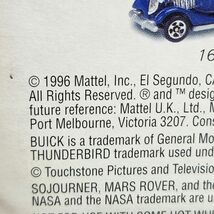 16
© 1996 Mattel, Inc., El Segundo, CA
All Rights Reserved. ® and ™ desig
future reference: Mattel U.K., Ltd., M
Port Melbourne, Victoria 3207. Cons
BUICK is a trademark of General Mo
THUNDERBIRD trademark used und
© Touchstone Pictures and Televisio
SOJOURNER, MARS ROVER, and the
NASA and the NASA trademark are